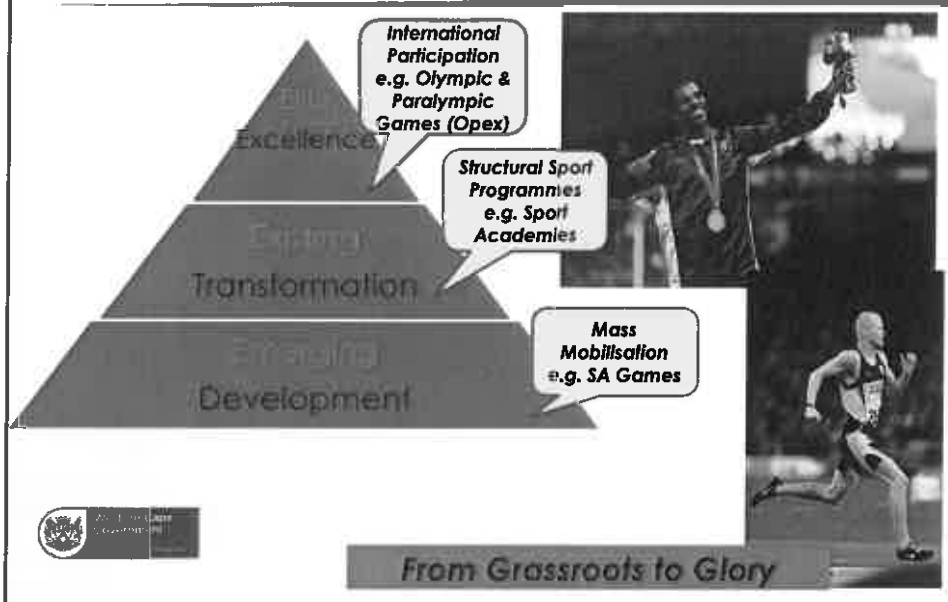 International
Participation
e.g. Olympic &
Paralympic
Games (Opex)
Excellence
Structural Sport
Programmes
e.g. Sport
Academies
Transformation
Mass
Mobilisation
e.g. SA Games
Emerging
Development
From Grassroots to Glory